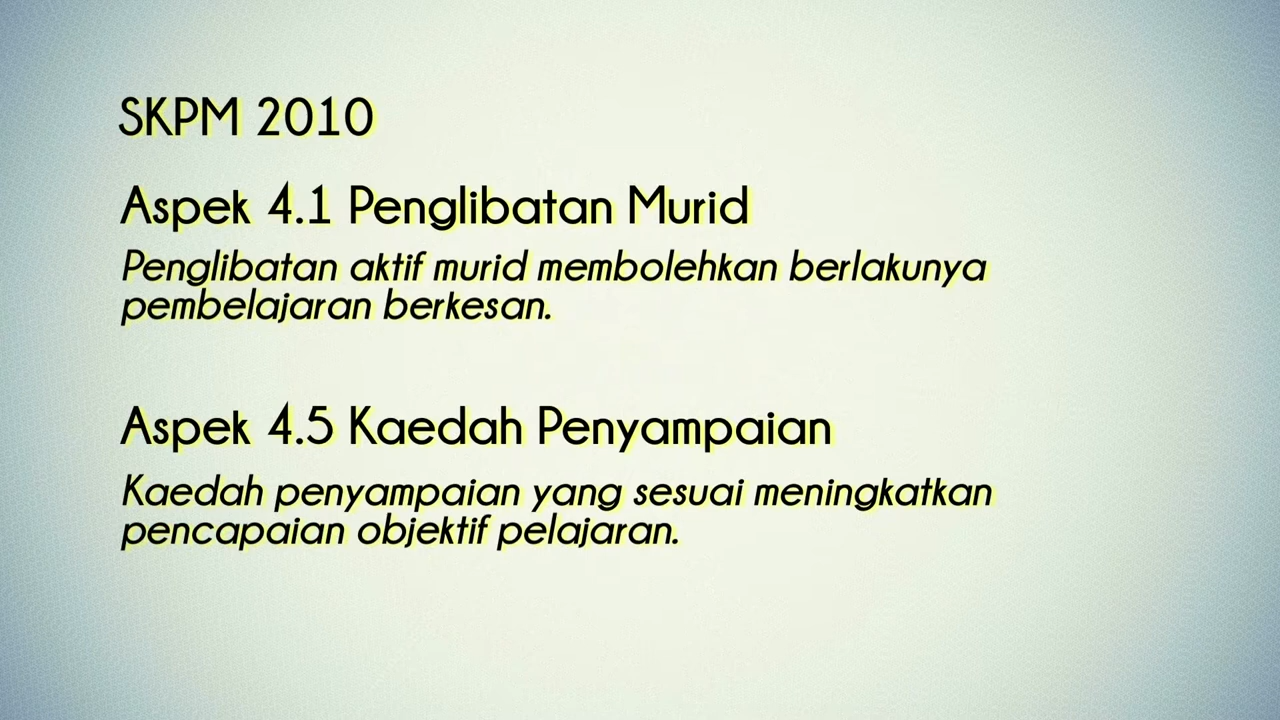 SKPM 2010
Aspek 4.1 Penglibatan Murid
Penglibatan aktif murid membolehkan berlakunya
pembelajaran berkesan.
Aspek 4.5 Kaedah Penyampaian
Kaedah penyampaian yang sesuai meningkatkan
pencapaian objektif pelajaran.